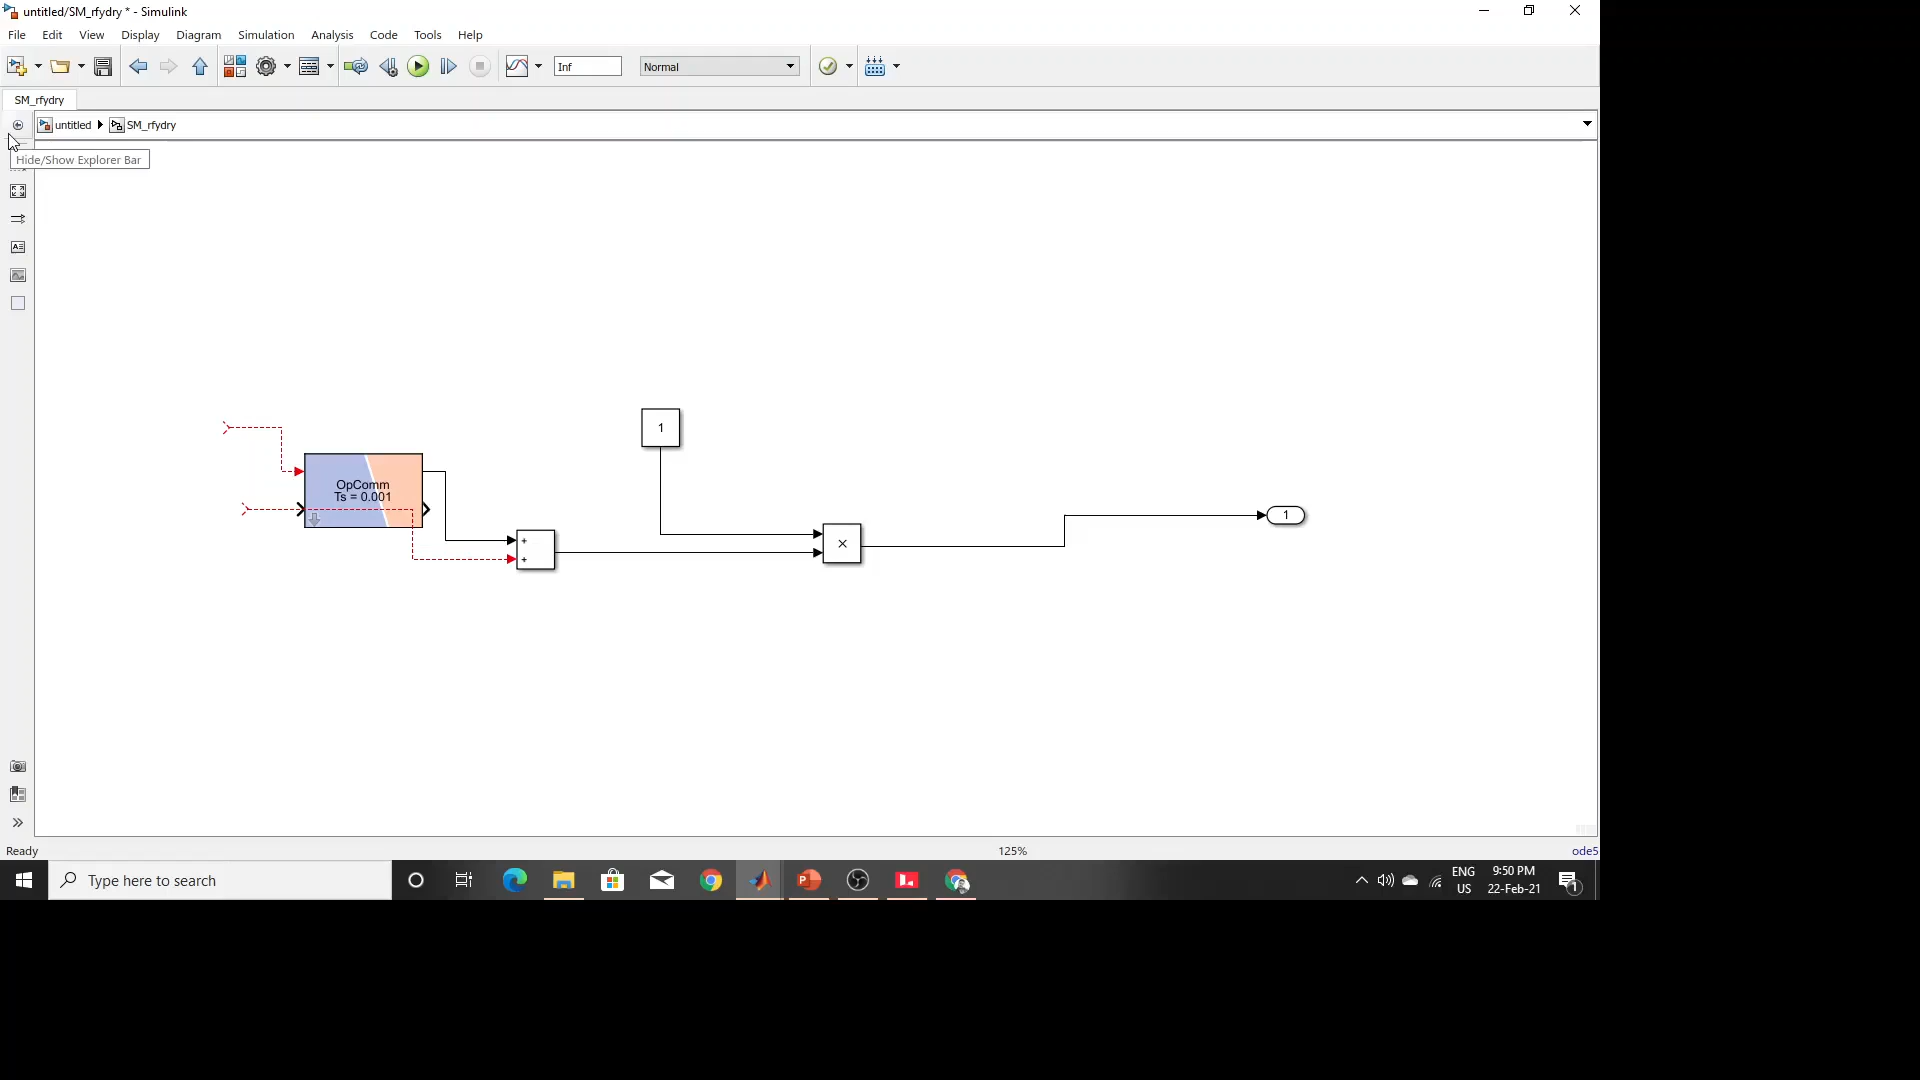 untitled/SM_rfydry * - Simulink
File Edit View Display Diagram Simulation Analysis Code Tools Help
Inf Normal
SM_rfydry
untitled SM_rfydry
Hide/Show Explorer Bar
1
OpComm
Ts = 0.001
+
+
×
1
Ready 125% ode5
Type here to search
ENG
US
9:50 PM
22-Feb-21
1